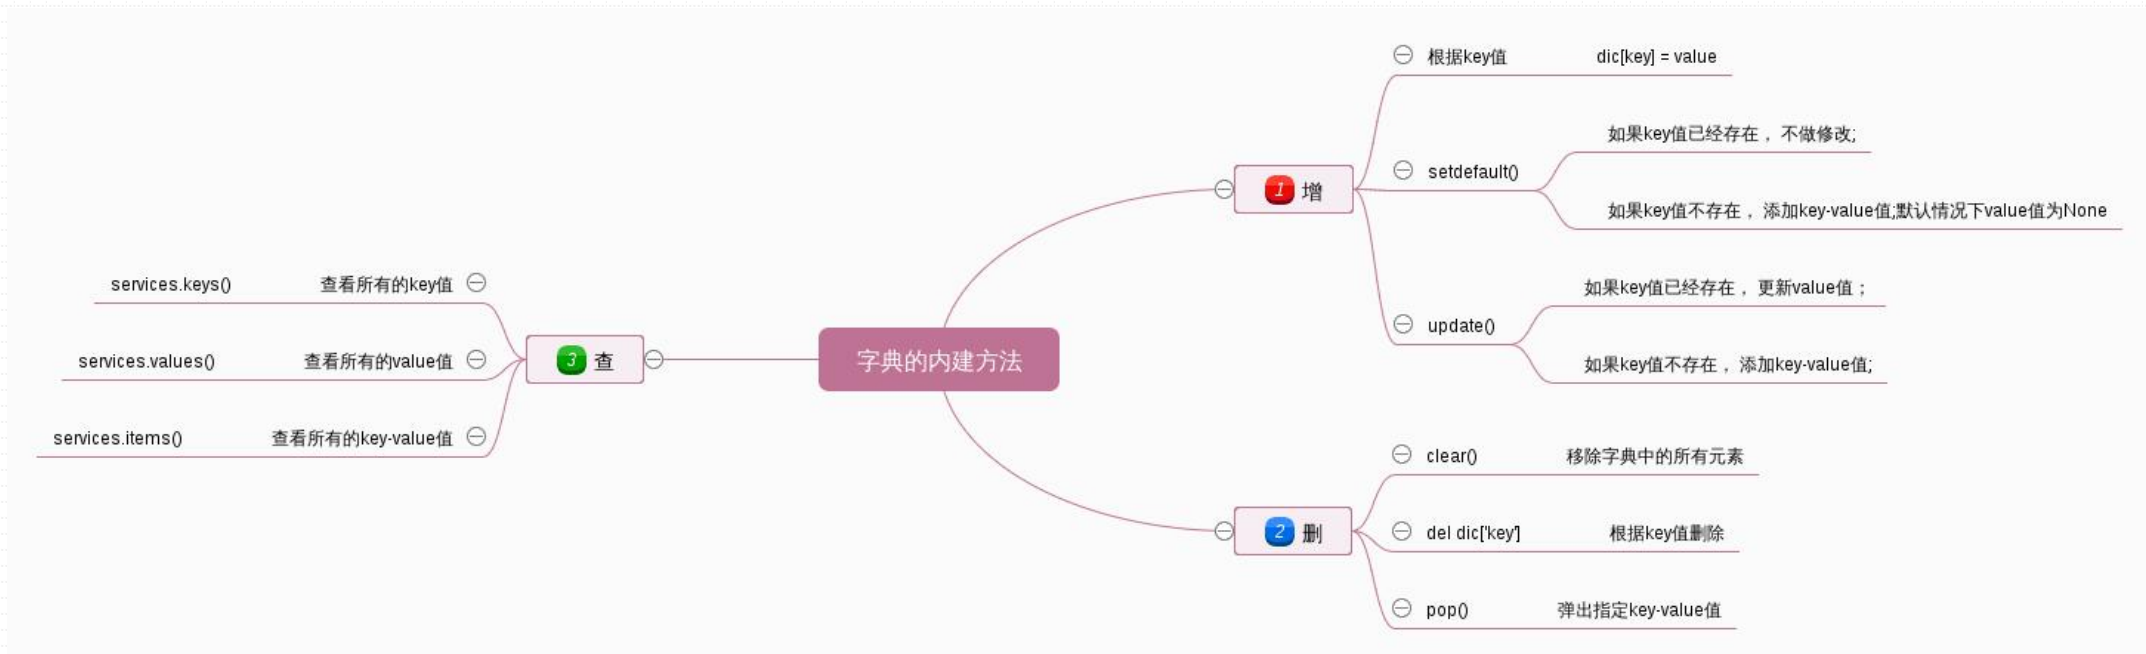 字典的内建方法
1 增
根据key值 dic[key] = value
setdefault()
如果key值已经存在， 不做修改;
如果key值不存在， 添加key-value值;默认情况下value值为None
update()
如果key值已经存在， 更新value值；
如果key值不存在， 添加key-value值;
2 删
clear() 移除字典中的所有元素
del dic['key'] 根据key值删除
pop() 弹出指定key-value值
3 查
services.keys() 查看所有的key值
services.values() 查看所有的value值
services.items() 查看所有的key-value值